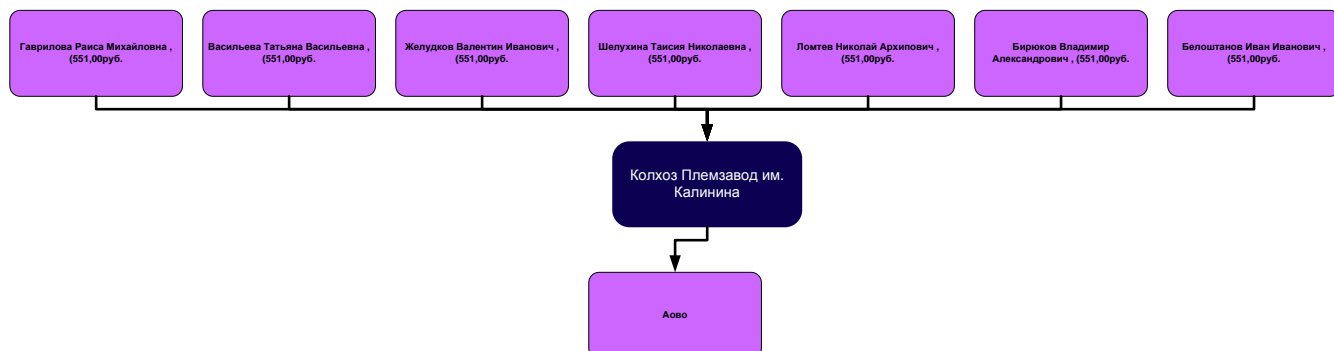 Гаврилова Раиса Михайловна ,
(551,00руб.
Васильева Татьяна Васильевна ,
(551,00руб.
Желудков Валентин Иванович ,
(551,00руб.
Шелухина Таисия Николаевна ,
(551,00руб.
Ломтев Николай Архипович ,
(551,00руб.
Бирюков Владимир
Александрович , (551,00руб.
Белоштанов Иван Иванович ,
(551,00руб.
Колхоз Племзавод им.
Калинина
Аово